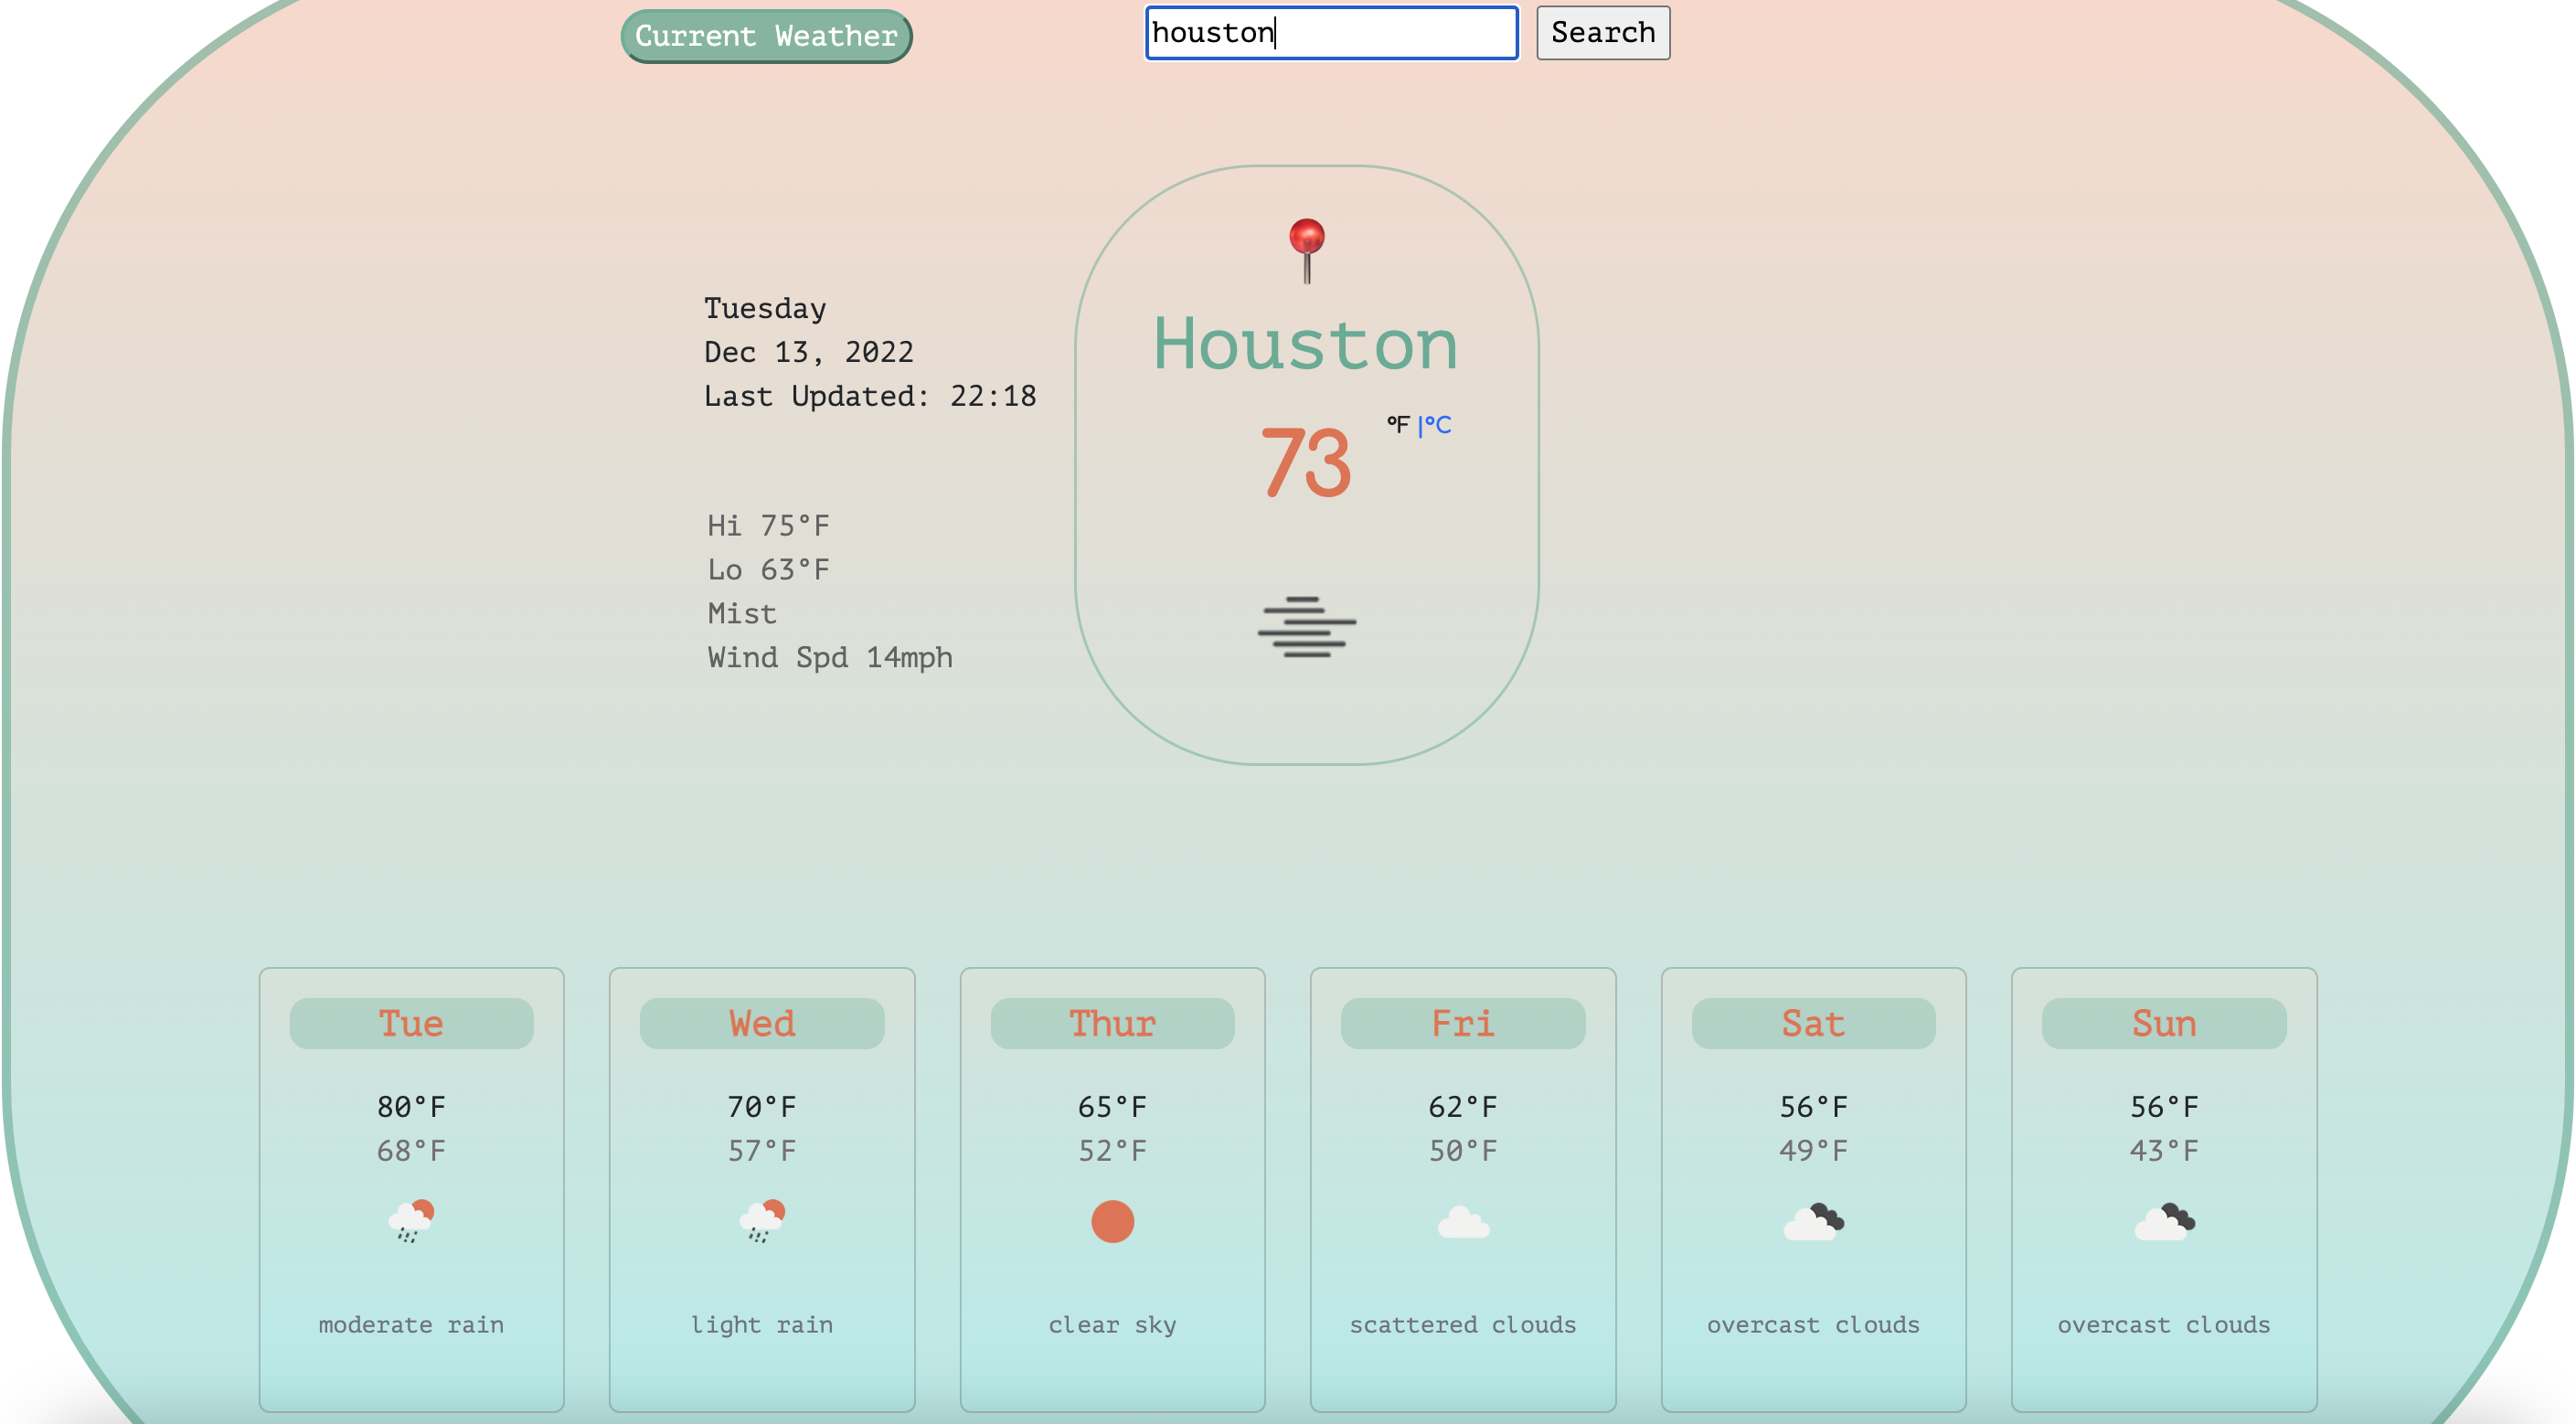 Current Weather
houston
Search
Tuesday
Dec 13, 2022
Last Updated: 22:18
Hi 75°F
Lo 63°F
Mist
Wind Spd 14mph
Houston
73
°F |°C
Tue
80°F
68°F
moderate rain
Wed
70°F
57°F
light rain
Thur
65°F
52°F
clear sky
Fri
62°F
50°F
scattered clouds
Sat
56°F
49°F
overcast clouds
Sun
56°F
43°F
overcast clouds